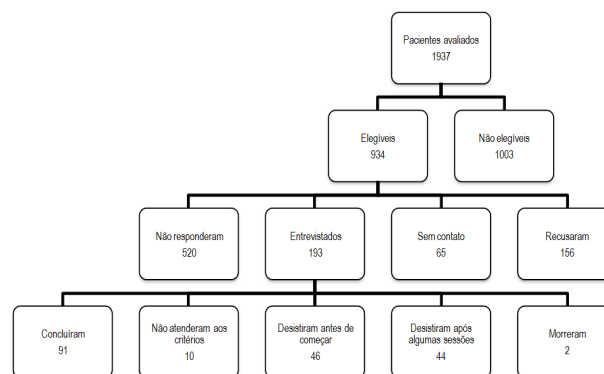 Pacientes avaliados
1937
Elegíveis
934
Não elegíveis
1003
Não responderam
520
Entrevistados
193
Sem contato
65
Recusaram
156
Concluíram
91
Não atenderam aos
critérios
10
Desistiram antes de
começar
46
Desistiram após
algumas sessões
44
Morreram
2